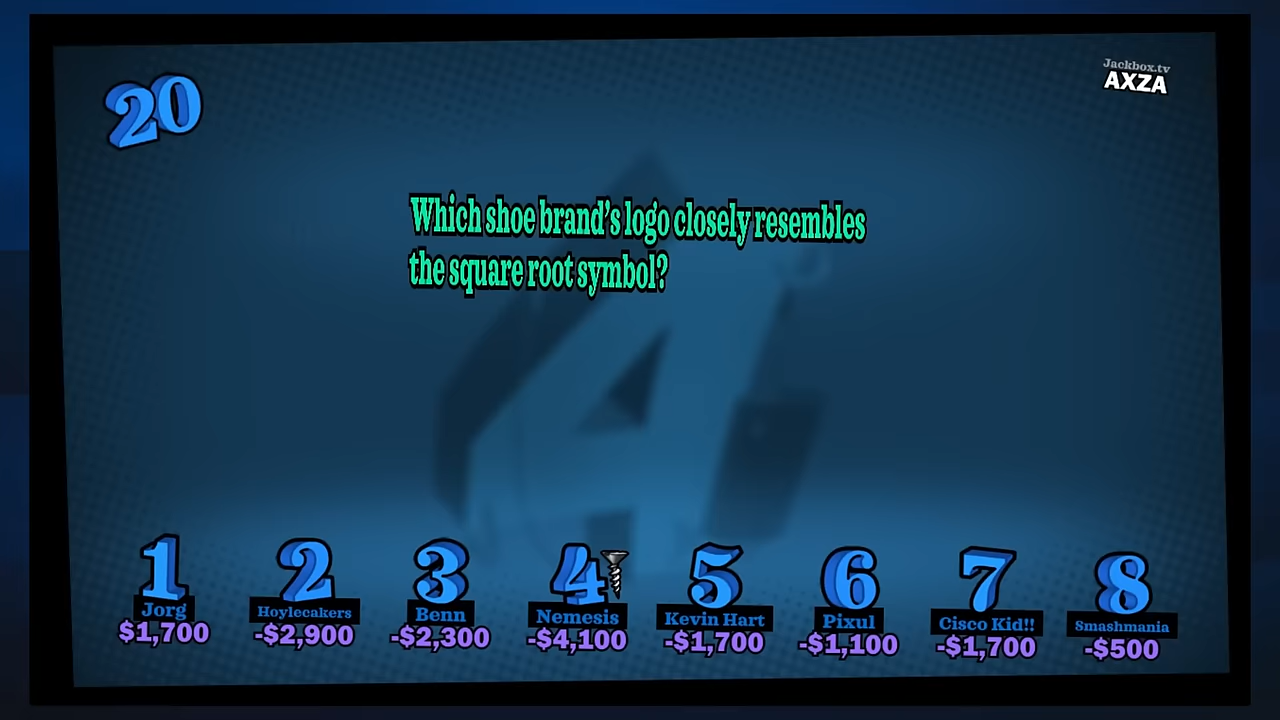 20
Jackbox.tv
AXZA
Which shoe brand's logo closely resembles
the square root symbol?
4
1 2 3 4 5 6 7 8
Jorg Hoylecakers Benn Nemesis Kevin Hart Pixul Cisco Kid!! Smashmania
$1,700 -$2,900 -$2,300 -$4,100 -$1,700 -$1,100 -$1,700 -$500